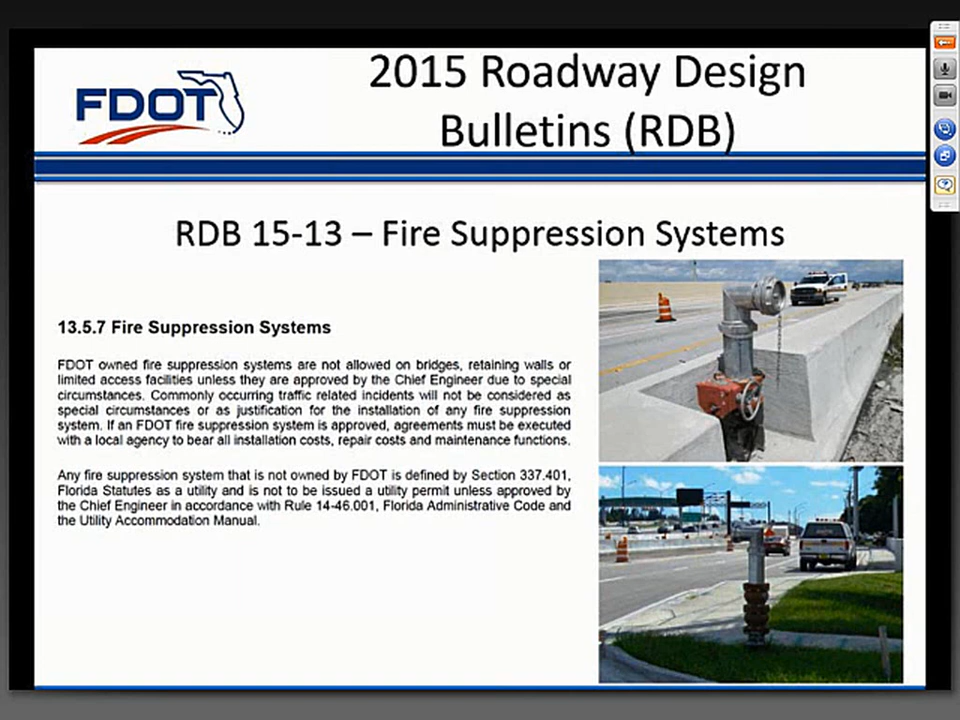 FDOT
2015 Roadway Design
Bulletins (RDB)
RDB 15-13 – Fire Suppression Systems
13.5.7 Fire Suppression Systems
FDOT owned fire suppression systems are not allowed on bridges, retaining walls or
limited access facilities unless they are approved by the Chief Engineer due to special
circumstances. Commonly occurring traffic related incidents will not be considered as
special circumstances or as justification for the installation of any fire suppression
system. If an FDOT fire suppression system is approved, agreements must be executed
with a local agency to bear all installation costs, repair costs and maintenance functions.
Any fire suppression system that is not owned by FDOT is defined by Section 337.401,
Florida Statutes as a utility and is not to be issued a utility permit unless approved by
the Chief Engineer in accordance with Rule 14-46.001, Florida Administrative Code and
the Utility Accommodation Manual.